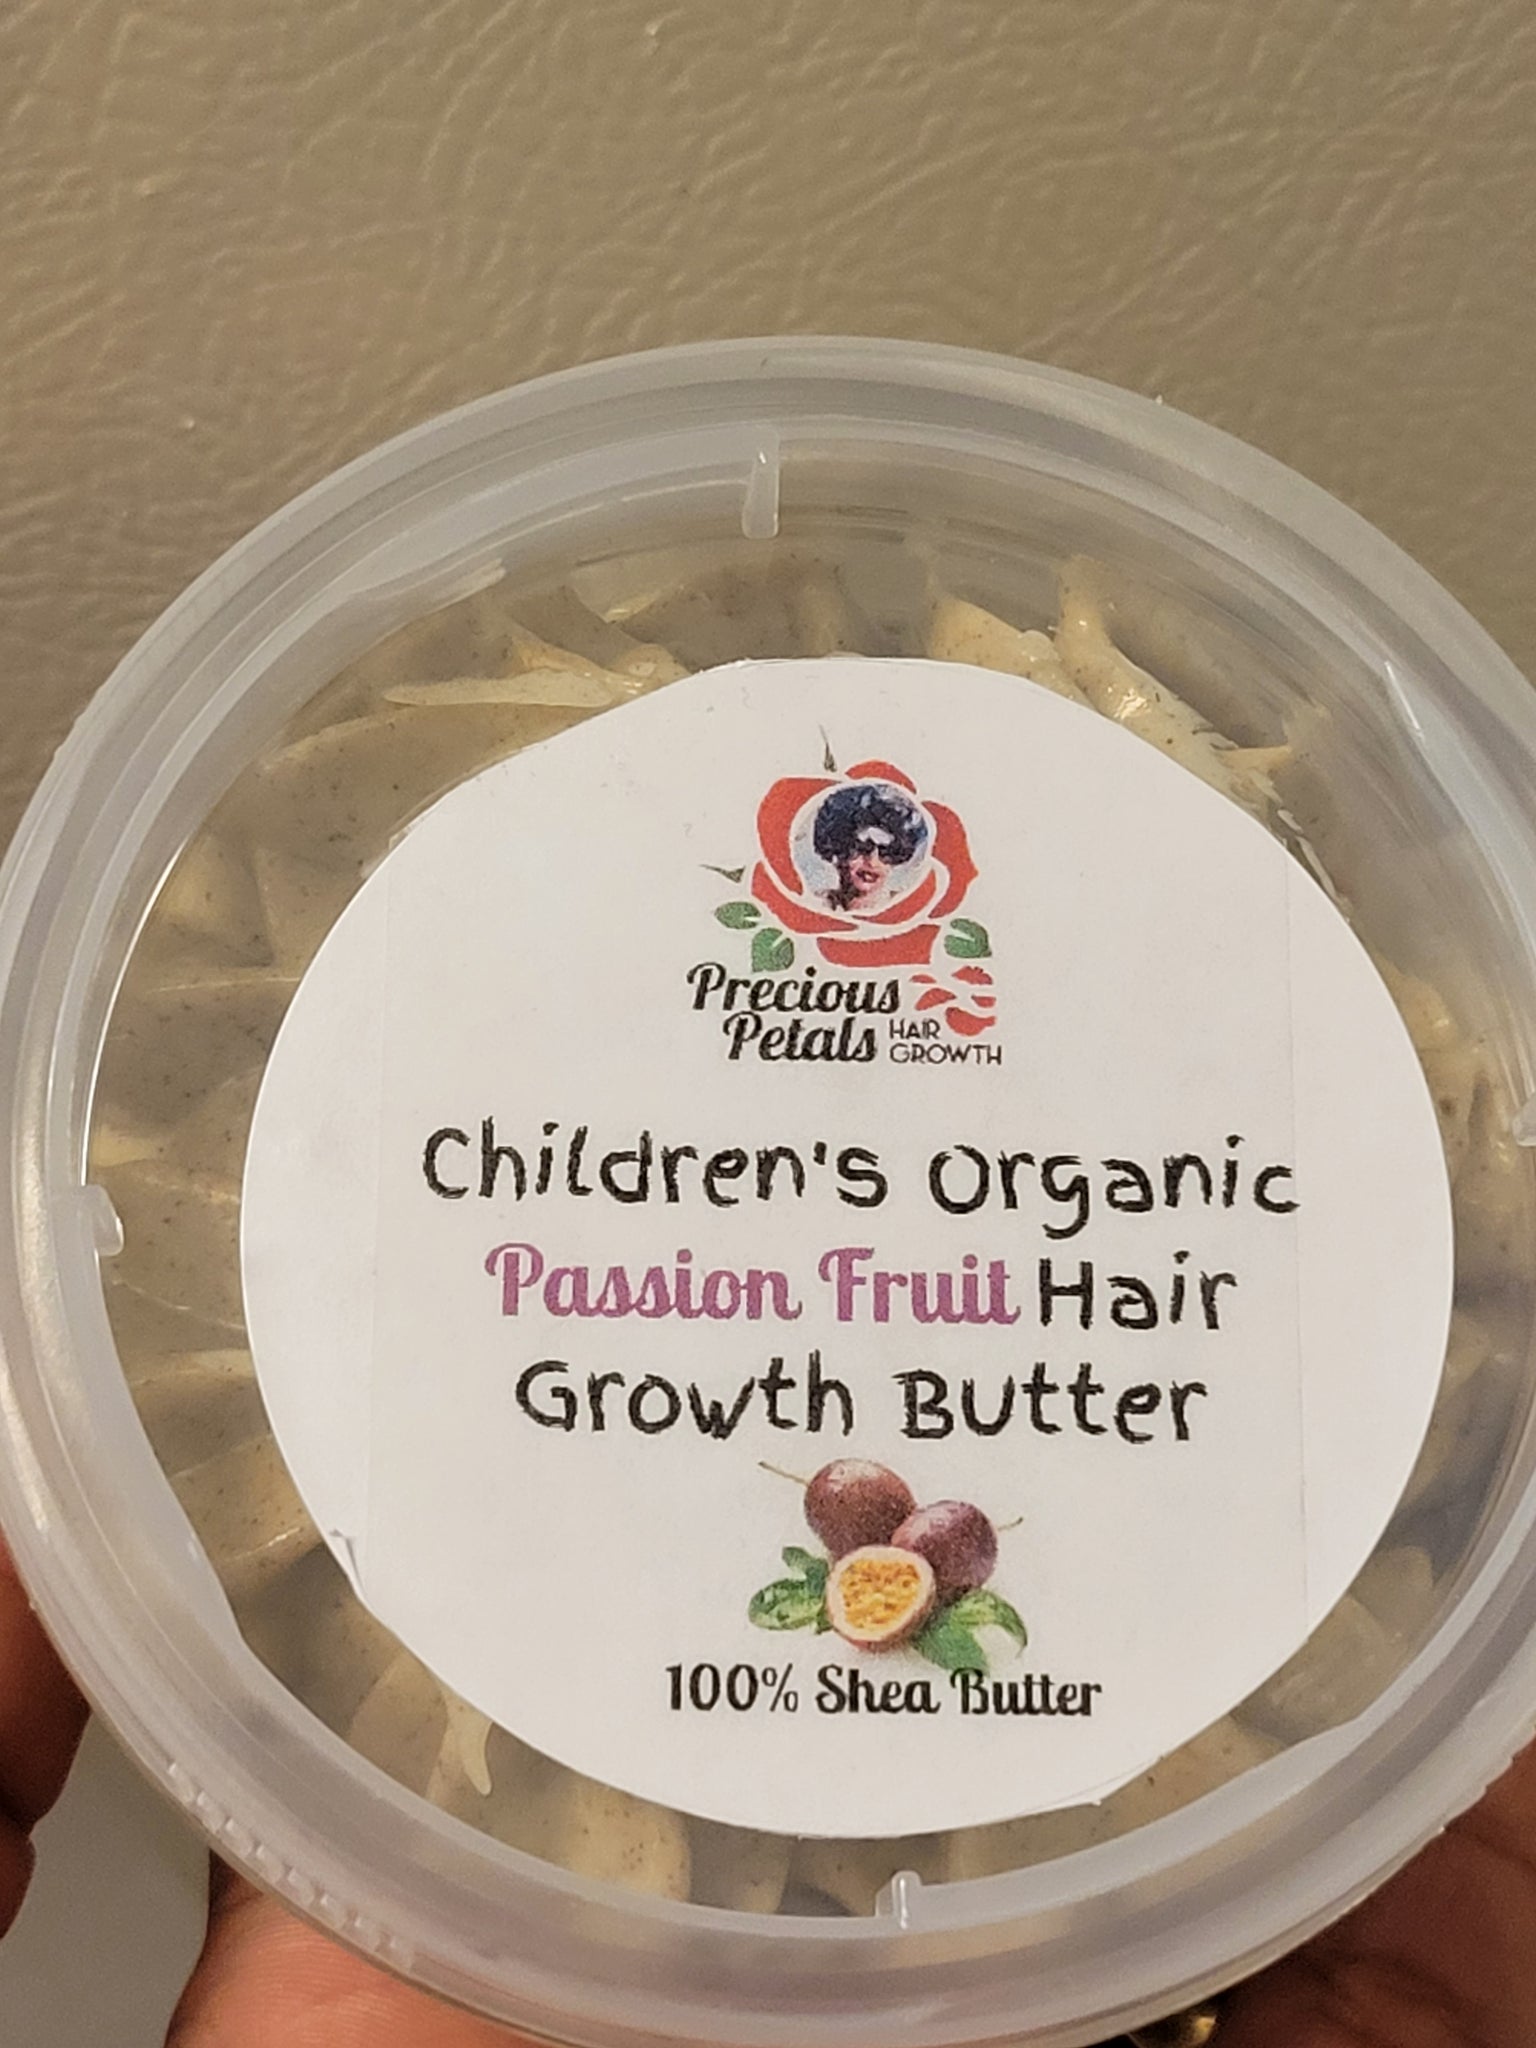 Precious
Petals HAIR
GROWTH
Children's Organic
Passion Fruit Hair
Growth Butter
100% Shea Butter